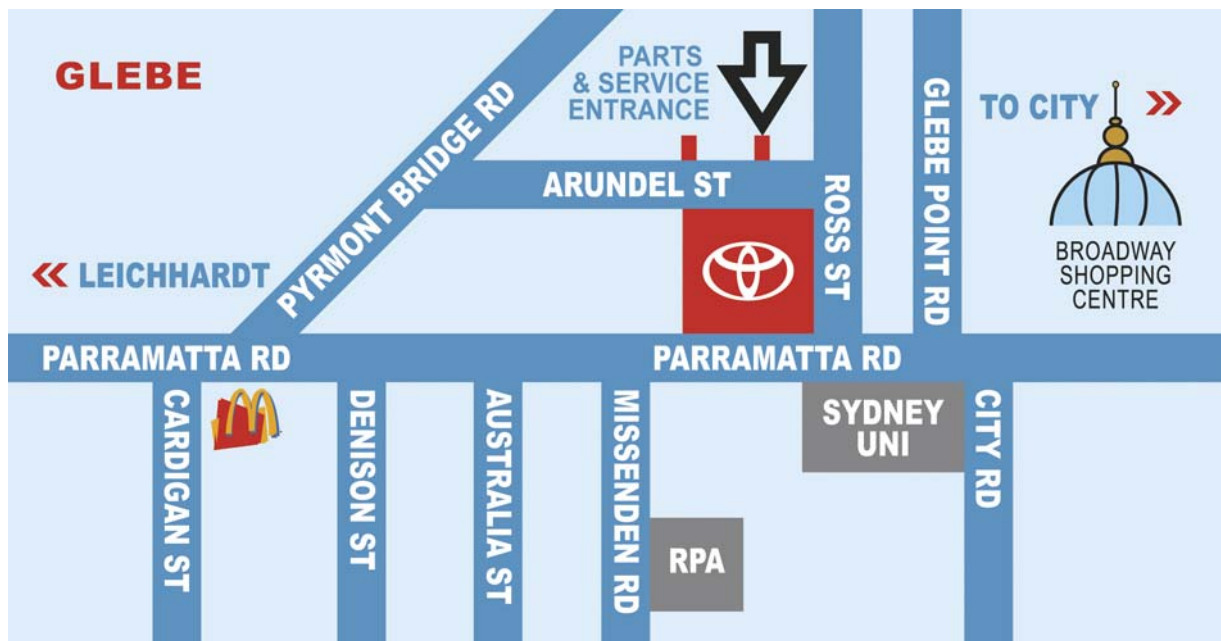 GLEBE
PARTS
& SERVICE
ENTRANCE
TO CITY
PYRMONT BRIDGE RD
ARUNDEL ST
ROSS ST
GLEBE POINT RD
BROADWAY
SHOPPING
CENTRE
LEICHHARDT
PARRAMATTA RD
PARRAMATTA RD
CARDIGAN ST
DENISON ST
AUSTRALIA ST
MISSENDEN RD
SYDNEY
UNI
CITY RD
RPA